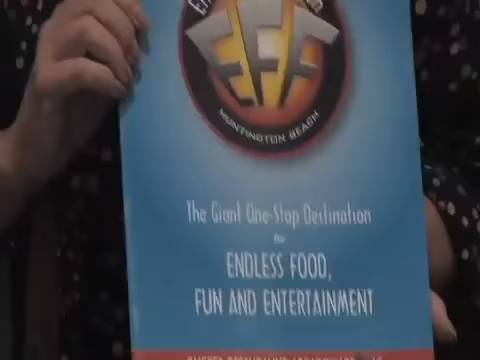 EFF
HUNTINGTON BEACH
The Giant One-Stop Destination
for
ENDLESS FOOD,
FUN AND ENTERTAINMENT